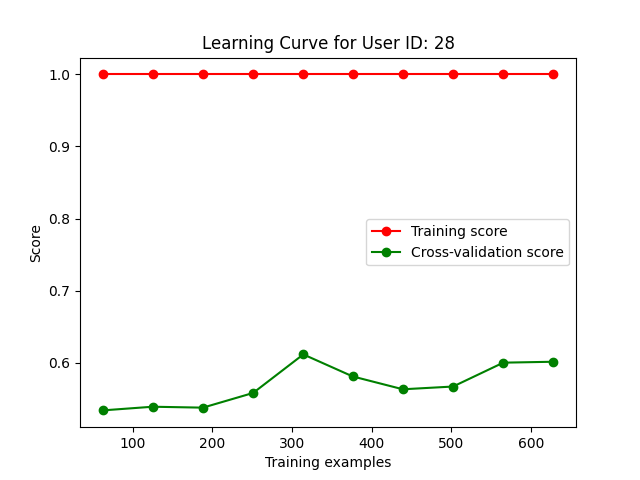 Learning Curve for User ID: 28
1.0
0.9
0.8
0.7
0.6
Score
Training score
Cross-validation score
100
200
300
400
500
600
Training examples